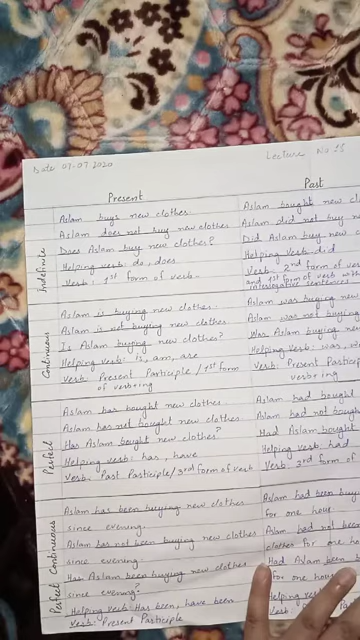 Date 07-07-2020
Lecture No 15
Present
Past
Indefinite
Aslam buys new clothes.
Aslam does not buy new clothes
Does Aslam buy new clothes?
Helping verb: do, does.
Verb: 1st form of verb.
Aslam bought new
Aslam did not buy
Did Aslam buy new
Helping verb: did
Verb: 2nd form of
and 1st form of verb with
interrogative sentences
Continuous
Aslam is buying new clothes.
Aslam is not buying new clothes.
Is Aslam buying new clothes?
Helping verb: is, am, are
Verb: Present Participle / 1st form
of verb+ing
Aslam was buying new
Aslam was not buying
Was Aslam buying
Helping verb: was,
Verb: Present
verb+ing
Perfect
Aslam has bought new clothes
Aslam has not bought new clothes
Has Aslam bought new clothes?
Helping verb: has, have
Verb: Past Participle/3rd form of verb
Aslam had bought
Aslam had not bought
Had Aslam bought
Helping verb: had
Verb 3rd form of
Perfect Continuous
Aslam has been buying new clothes
since evening.
Aslam has not been buying new clothes
since evening.
Has Aslam been buying new clothes
since evening?
Helping verb: Has been, have been
Verb: Present Participle
Aslam had been
for one hour
Aslam had not been
clothes for one
Had Aslam been
for one hour
Helping